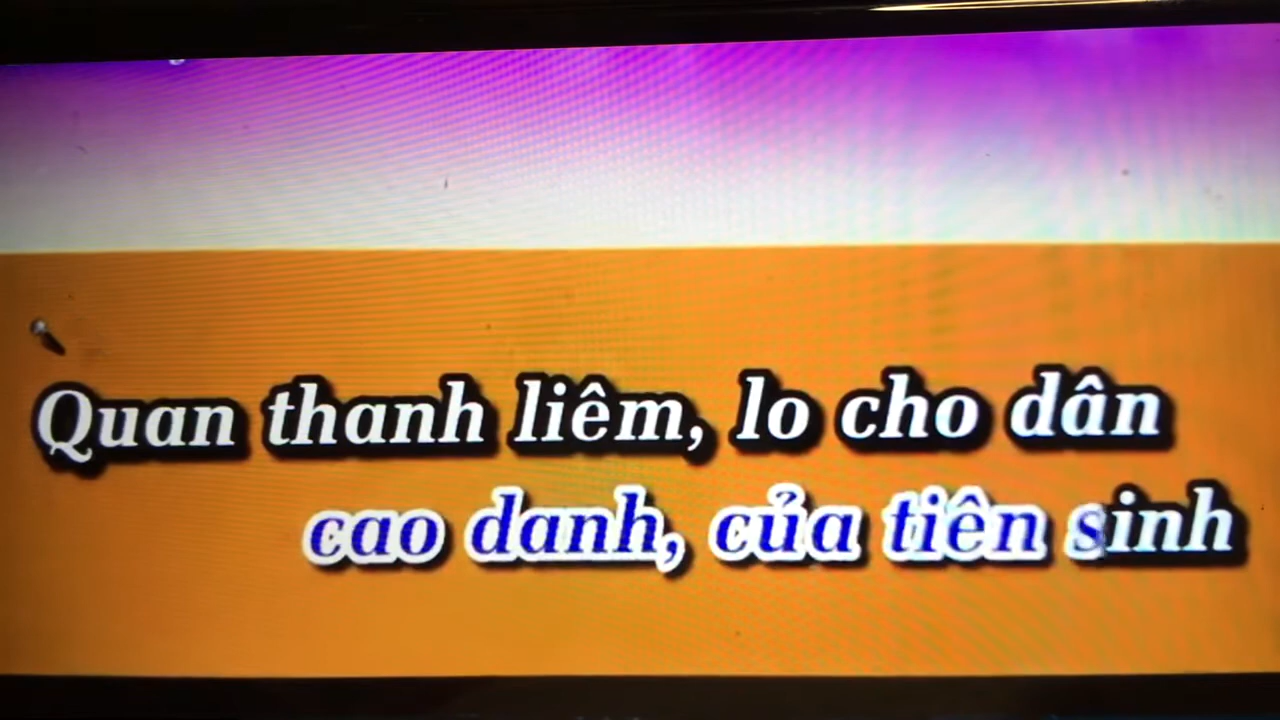 Quan thanh liêm, lo cho dân
cao danh, của tiên sinh